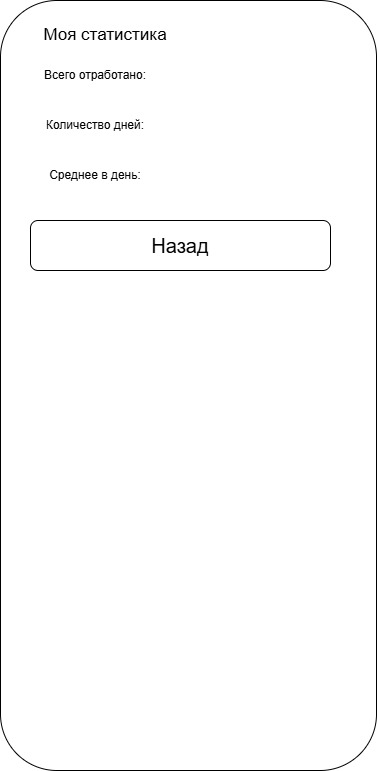 Моя статистика
Всего отработано:
Количество дней:
Среднее в день:
Назад